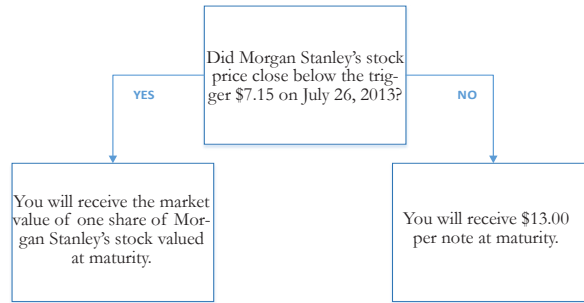 Did Morgan Stanley's stock
price close below the trig-
ger $7.15 on July 26, 2013?
YES
NO
You will receive the market
value of one share of Mor-
gan Stanley's stock valued
at maturity.
You will receive $13.00
per note at maturity.